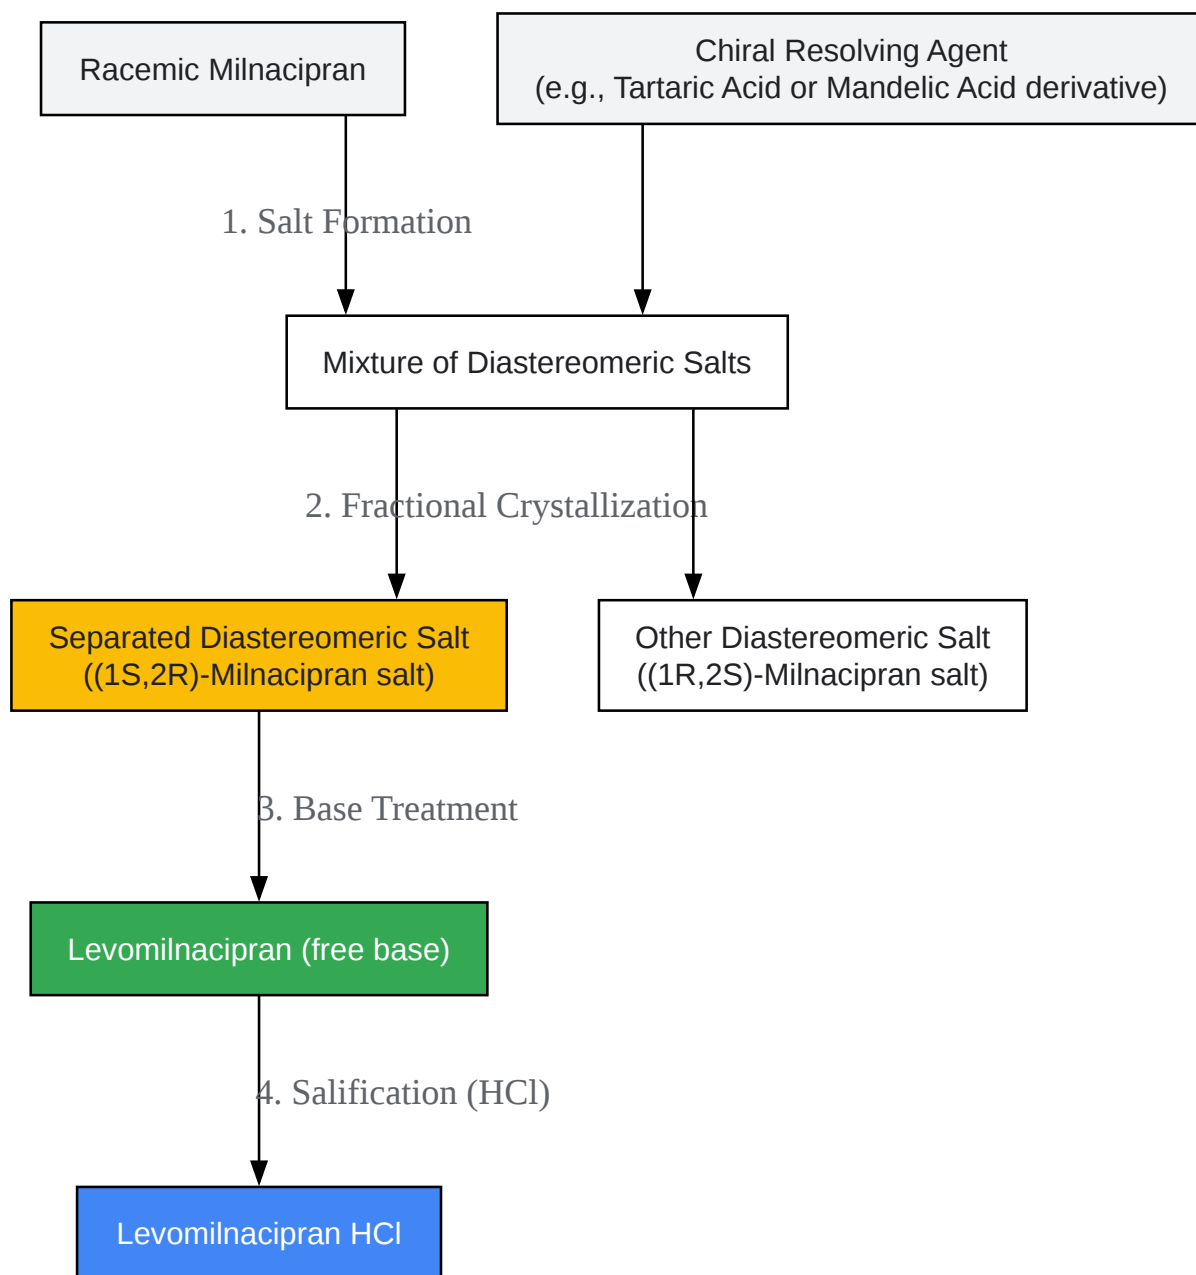 Racemic Milnacipran
Chiral Resolving Agent
(e.g., Tartaric Acid or Mandelic Acid derivative)
1. Salt Formation
Mixture of Diastereomeric Salts
2. Fractional Crystallization
Separated Diastereomeric Salt
((1S,2R)-Milnacipran salt)
Other Diastereomeric Salt
((1R,2S)-Milnacipran salt)
3. Base Treatment
Levomilnacipran (free base)
4. Salification (HCl)
Levomilnacipran HCl